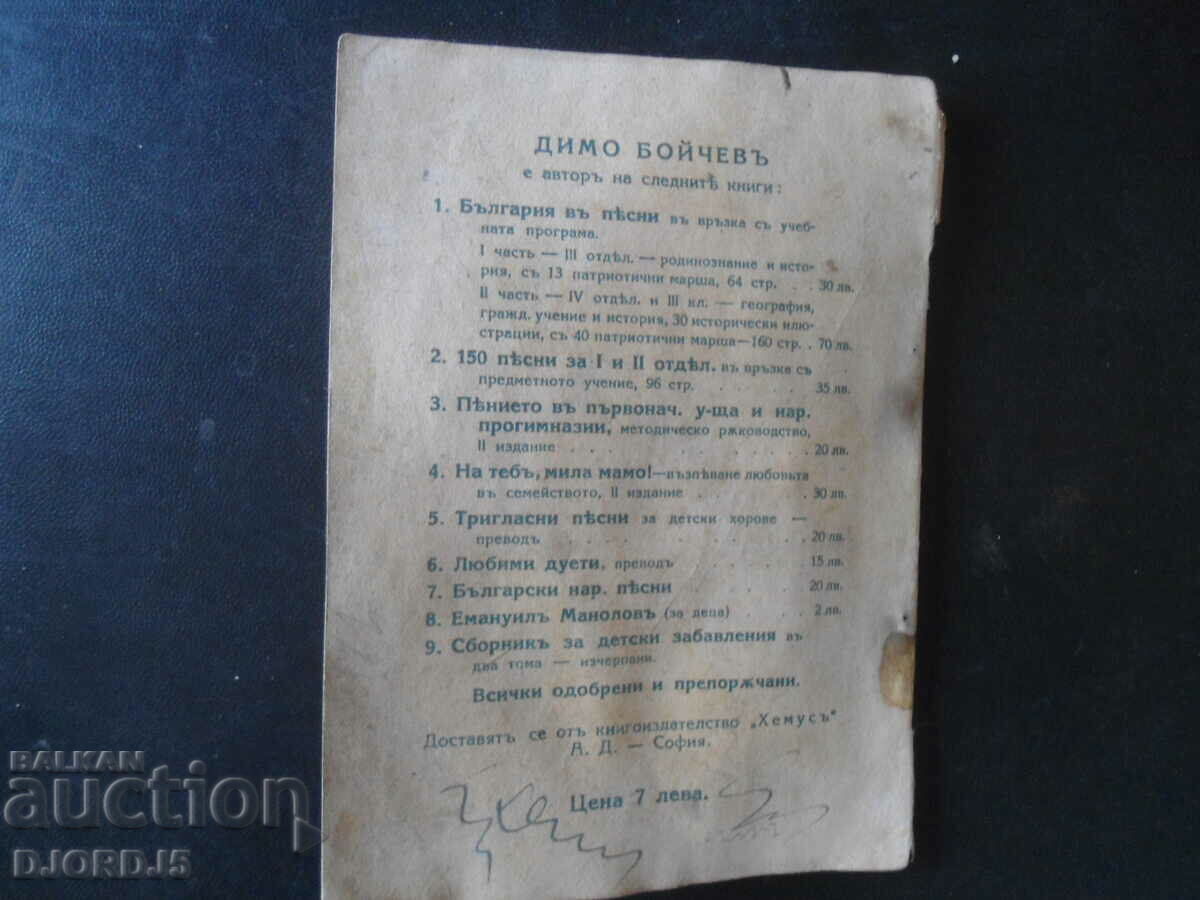 ДИМО БОЙЧЕВЪ
е авторъ на следнитѣ книги:
1. България въ пѣсни въ връзка съ учеб-
ната програма.
I часть — III отдѣл. — родинознание и исто-
рия, съ 13 патриотични марша, 64 стр. . . 30 лв.
II часть — IV отдѣл. и III кл. — география,
гражд. учение и история, 30 исторически илю-
страции, съ 40 патриотични марша—160 стр. . 70 лв.
2. 150 пѣсни за I и II отдѣл. въ връзка съ
предметното учение, 96 стр. . . . . . 35 лв.
3. Пѣнието въ първонач. у-ща и нар.
прогимназии, методическо рѫководство,
II издание . . . . . . . . . . 20 лв.
4. На тебъ, мила мамо!—възпѣване любовьта
въ семейството, II издание . . . . . 30 лв.
5. Тригласни пѣсни за детски хорове —
преводъ . . . . . . . . . . 20 лв.
6. Любими дуети, преводъ . . . . . . 15 лв.
7. Български нар. пѣсни . . . . . 20 лв.
8. Емануилъ Маноловъ (за деца) . . . . 2 лв.
9. Сборникъ за детски забавления въ
два тома — изчерпани.
Всички одобрени и препорѫчани.
Доставятъ се отъ книгоиздателство „Хемусъ“
А. Д. — София.
Цена 7 лева.
BALKAN
auction
DJORD_15